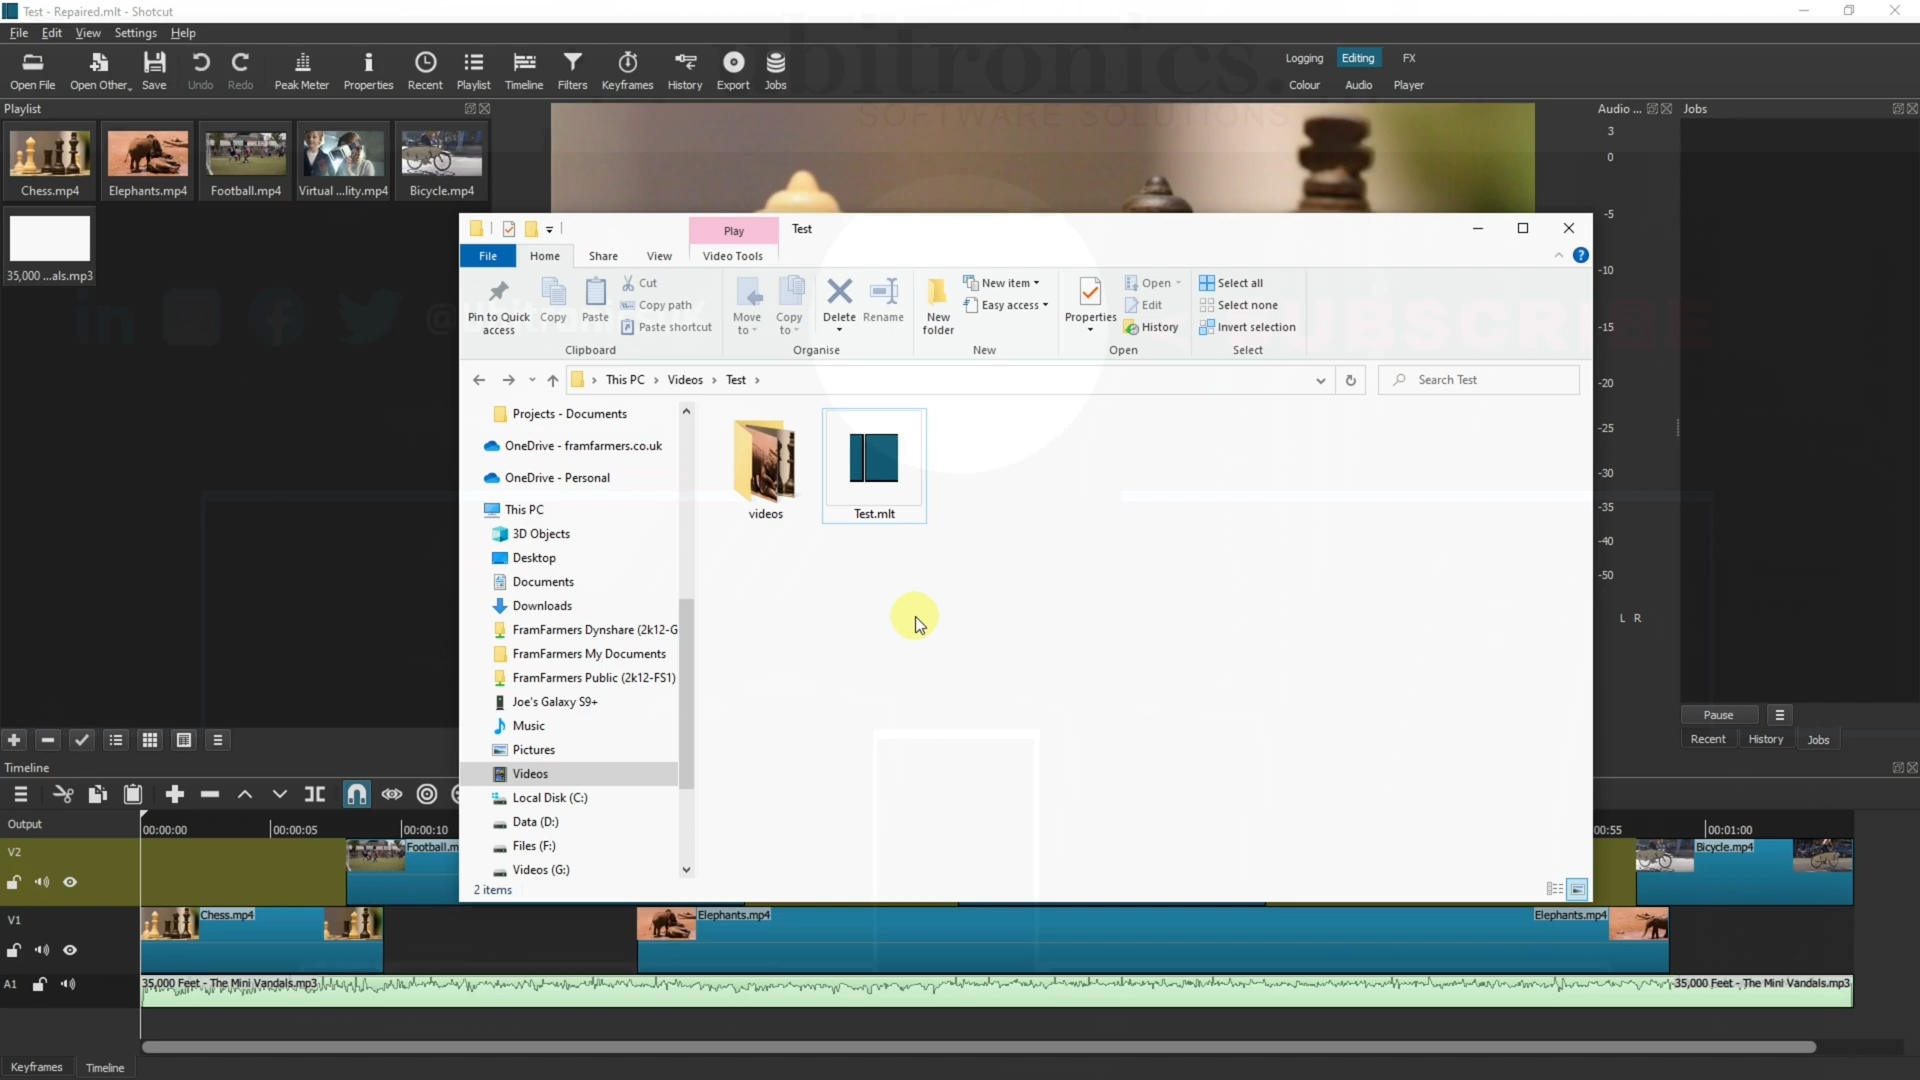 Test - Repaired.mlt - Shotcut
File Edit View Settings Help
Open File Open Other... Save Undo Redo Peak Meter Properties Recent Playlist Timeline Filters Keyframes History Export Jobs
Logging Editing FX
Colour Audio Player
bitronics.
SOFTWARE SOLUTIONS
Playlist
Audio ...
Jobs
Chess.mp4 Elephants.mp4 Football.mp4 Virtual ...lity.mp4 Bicycle.mp4
35,000 ...als.mp3
3
0
-5
-10
-15
-20
-25
-30
-35
-40
-50
L R
Play
Test
File Home Share View Video Tools
Pin to Quick access
Copy
Paste
Cut
Copy path
Paste shortcut
Clipboard
Move to
Copy to
Delete
Rename
Organise
New folder
New item
Easy access
New
Properties
Open
Edit
History
Open
Select all
Select none
Invert selection
Select
This PC > Videos > Test >
Search Test
Projects - Documents
OneDrive - framfarmers.co.uk
OneDrive - Personal
This PC
3D Objects
Desktop
Documents
Downloads
FramFarmers Dynshare (2k12-G
FramFarmers My Documents
FramFarmers Public (2k12-FS1)
Joe's Galaxy S9+
Music
Pictures
Videos
Local Disk (C:)
Data (D:)
Files (F:)
Videos (G:)
videos
Test.mlt
2 items
Pause
Recent History Jobs
Timeline
Output
00:00:00 00:00:05 00:00:10 00:55 00:01:00
V2
Football.m
Bicycle.mp4
V1
Chess.mp4
Elephants.mp4
Elephants.mp4
A1
35,000 Feet - The Mini Vandals.mp3
35,000 Feet - The Mini Vandals.mp3
Keyframes Timeline